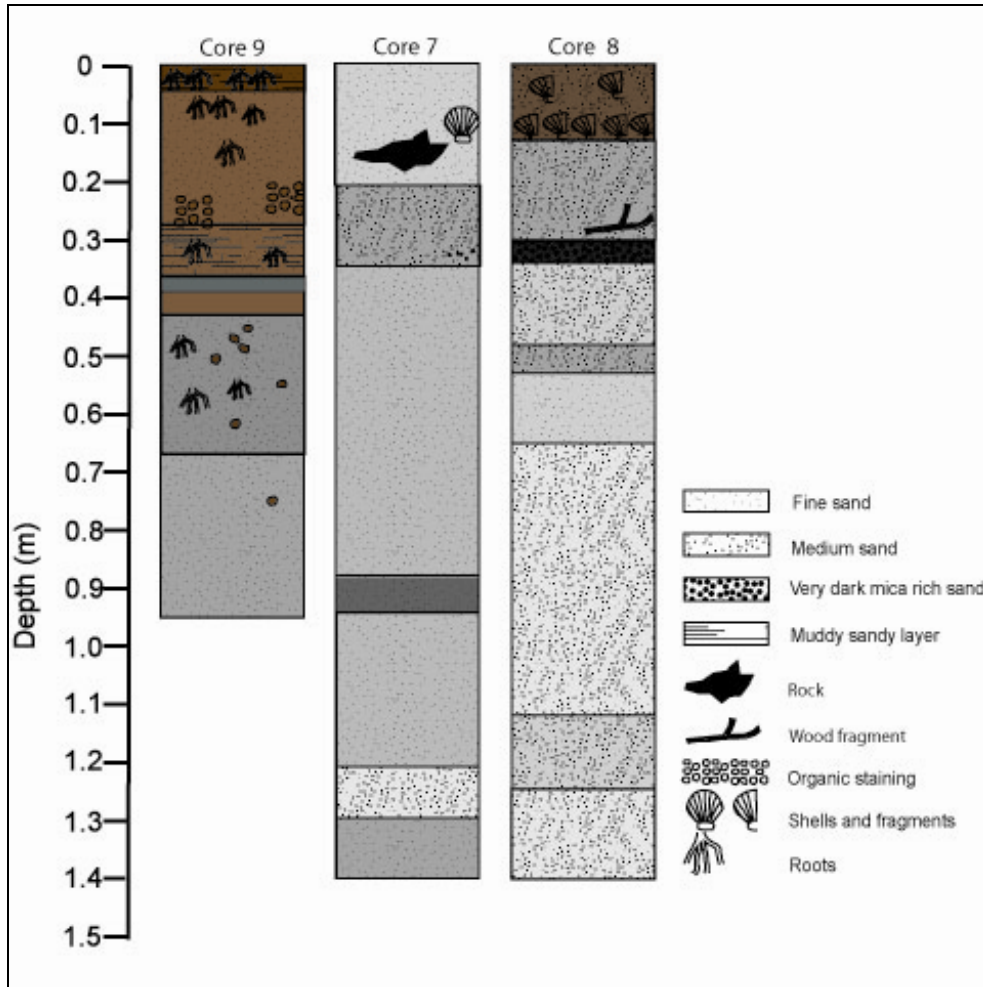 Core 9
Core 7
Core 8
Depth (m)
0
0.1
0.2
0.3
0.4
0.5
0.6
0.7
0.8
0.9
1.0
1.1
1.2
1.3
1.4
1.5
Fine sand
Medium sand
Very dark mica rich sand
Muddy sandy layer
Rock
Wood fragment
Organic staining
Shells and fragments
Roots